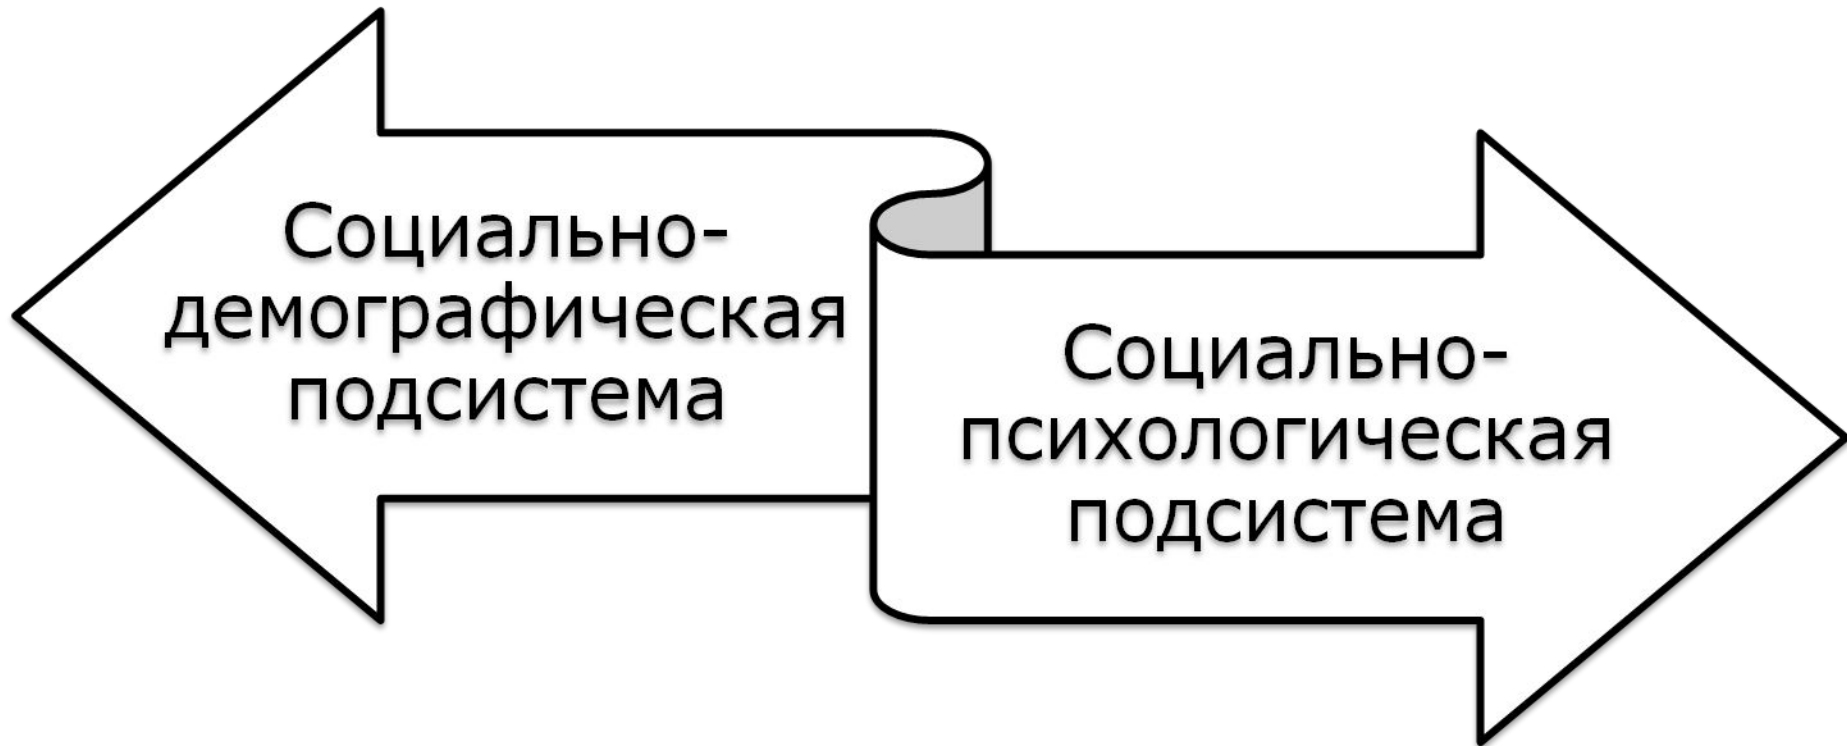 Социально-
демографическая
подсистема
Социально-
психологическая
подсистема